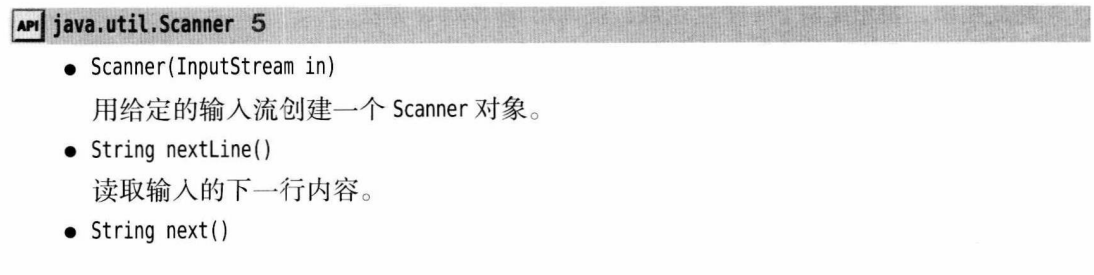 API java.util.Scanner 5
● Scanner(InputStream in)
用给定的输入流创建一个 Scanner 对象。
● String nextLine()
读取输入的下一行内容。
● String next()